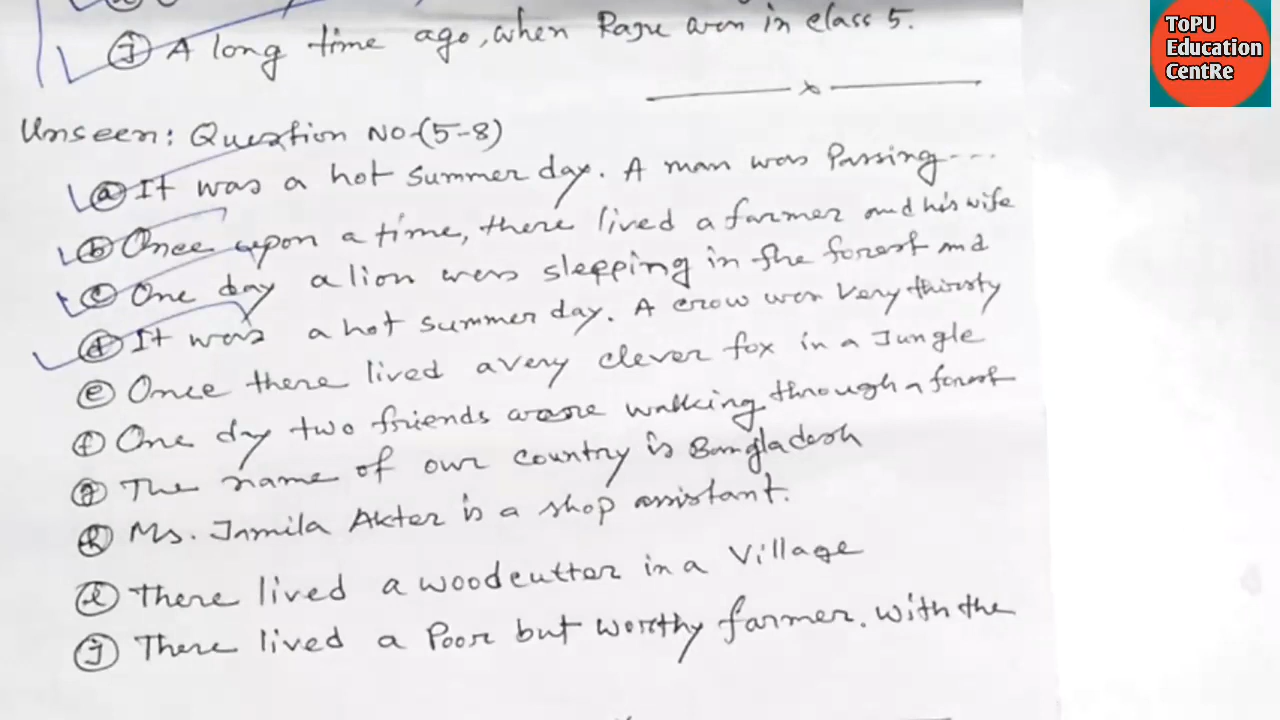 ⓙ A long time ago, when Raju was in class 5.
ToPU
Education
CentRe
x
Unseen: Question No-(5-8)
ⓐ It was a hot summer day. A man was Passing ...
ⓑ Once upon a time, there lived a farmer and his wife
ⓒ One day a lion was sleeping in the forest and
ⓓ It was a hot summer day. A crow was very thirsty
ⓔ Once there lived a very clever fox in a Jungle
ⓕ One day two friends were walking through a forest
ⓖ The name of our country is Bangladesh
ⓗ Ms. Jamila Akter is a shop assistant.
ⓘ There lived a woodcutter in a Village
ⓙ There lived a Poor but worthy farmer. with the